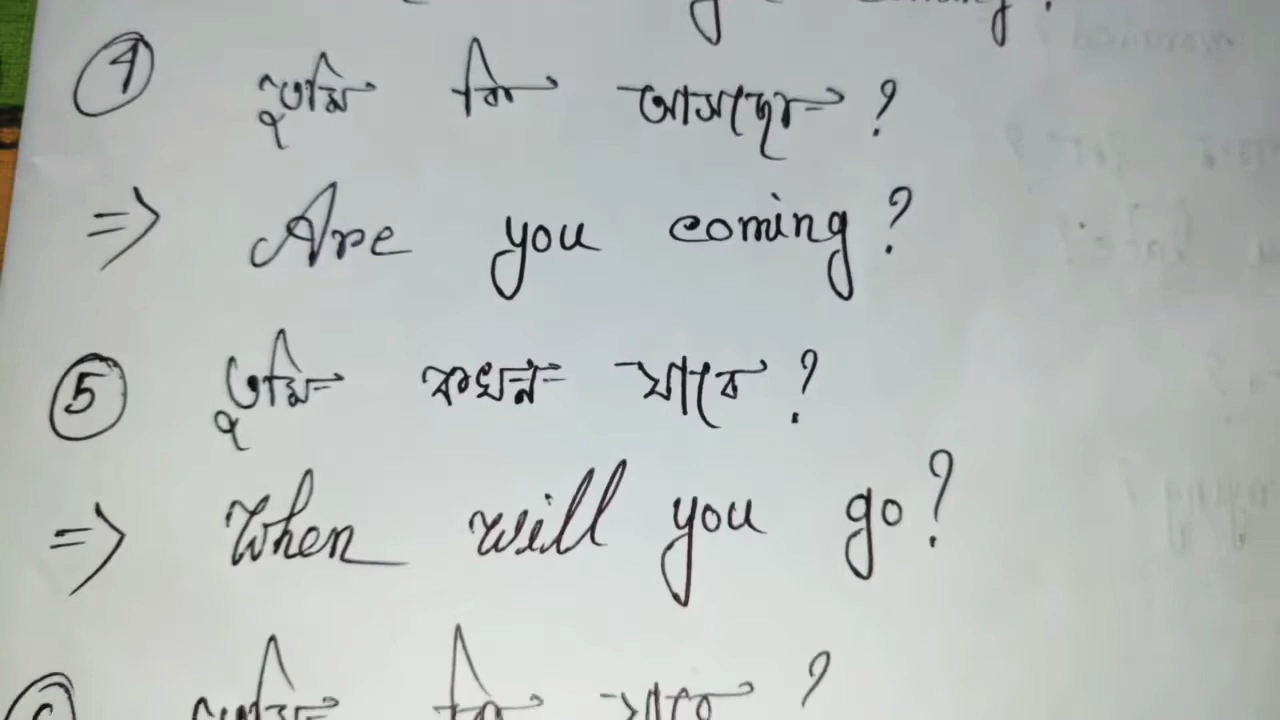 ④ তুমি কি আসছো ?
=> Are you coming ?
⑤ তুমি কখন যাবে ?
=> When will you go ?
তুমি কি যাবে ?